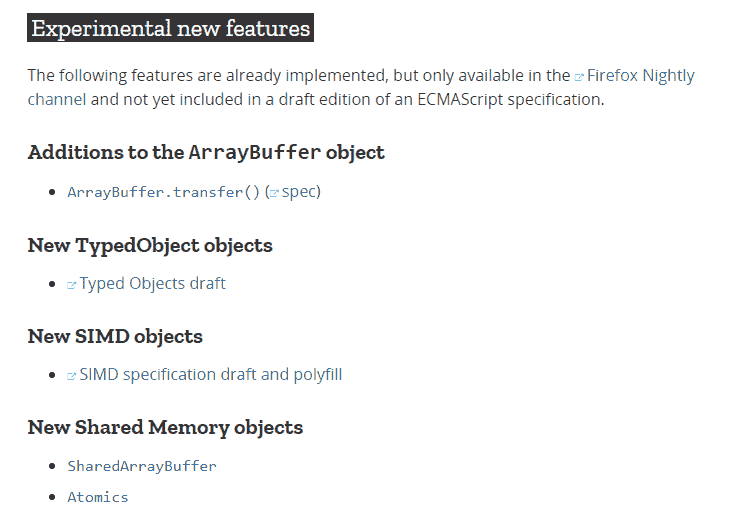 Experimental new features
The following features are already implemented, but only available in the Firefox Nightly
channel and not yet included in a draft edition of an ECMAScript specification.
Additions to the ArrayBuffer object
ArrayBuffer.transfer() (spec)
New TypedObject objects
Typed Objects draft
New SIMD objects
SIMD specification draft and polyfill
New Shared Memory objects
SharedArrayBuffer
Atomics